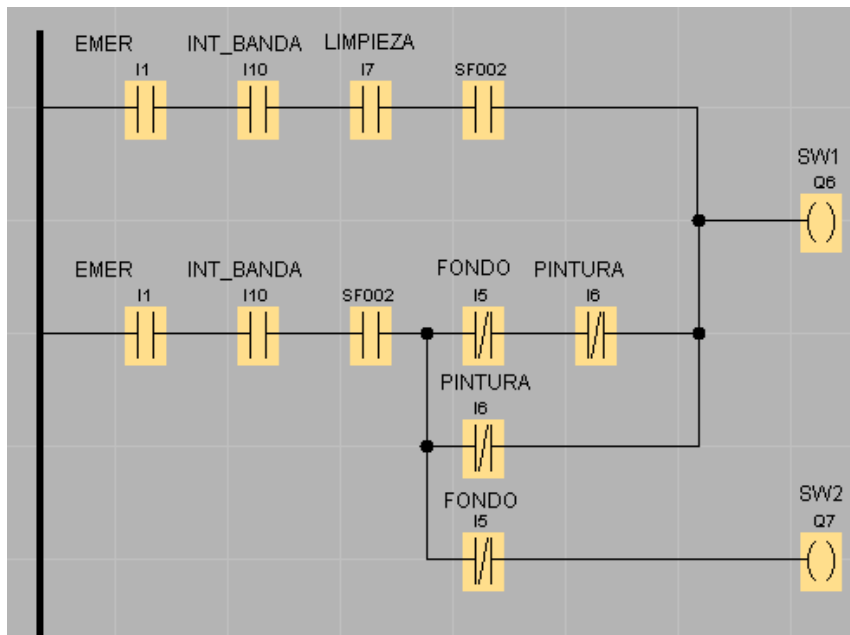 EMER INT_BANDA LIMPIEZA
I1 I10 I7 SF002
SW1
Q6
EMER INT_BANDA FONDO PINTURA
I1 I10 SF002 I5 I6
PINTURA
I6
FONDO
I5
SW2
Q7